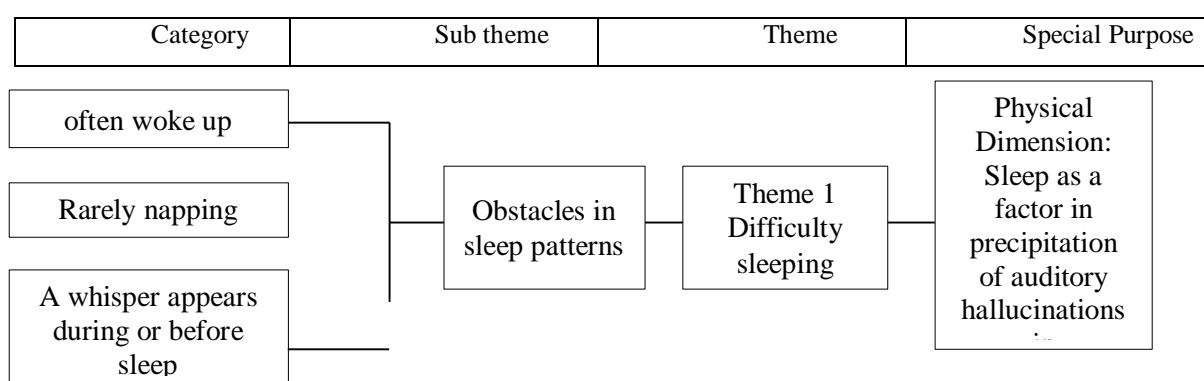 Category Sub theme Theme Special Purpose
often woke up
Rarely napping
A whisper appears
during or before
sleep
Obstacles in
sleep patterns
Theme 1
Difficulty
sleeping
Physical
Dimension:
Sleep as a
factor in
precipitation
of auditory
hallucinations